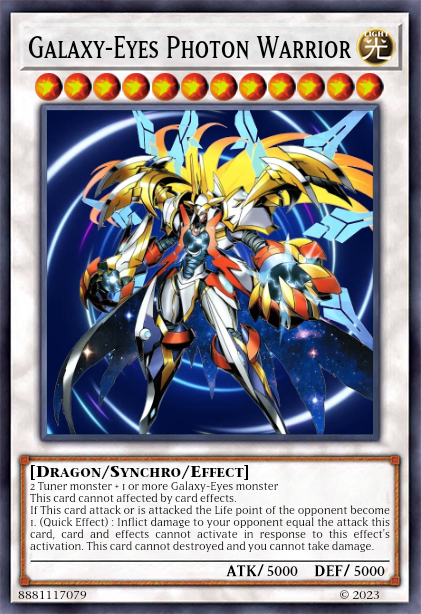 GALAXY-EYES PHOTON WARRIOR
LIGHT
光
[DRAGON/SYNCHRO/EFFECT]
2 Tuner monster + 1 or more Galaxy-Eyes monster
This card cannot affected by card effects.
If This card attack or is attacked the Life point of the opponent become
1. (Quick Effect) : Inflict damage to your opponent equal the attack this
card, card and effects cannot activate in response to this effect's
activation. This card cannot destroyed and you cannot take damage.
ATK/ 5000 DEF/ 5000
8881117079 © 2023